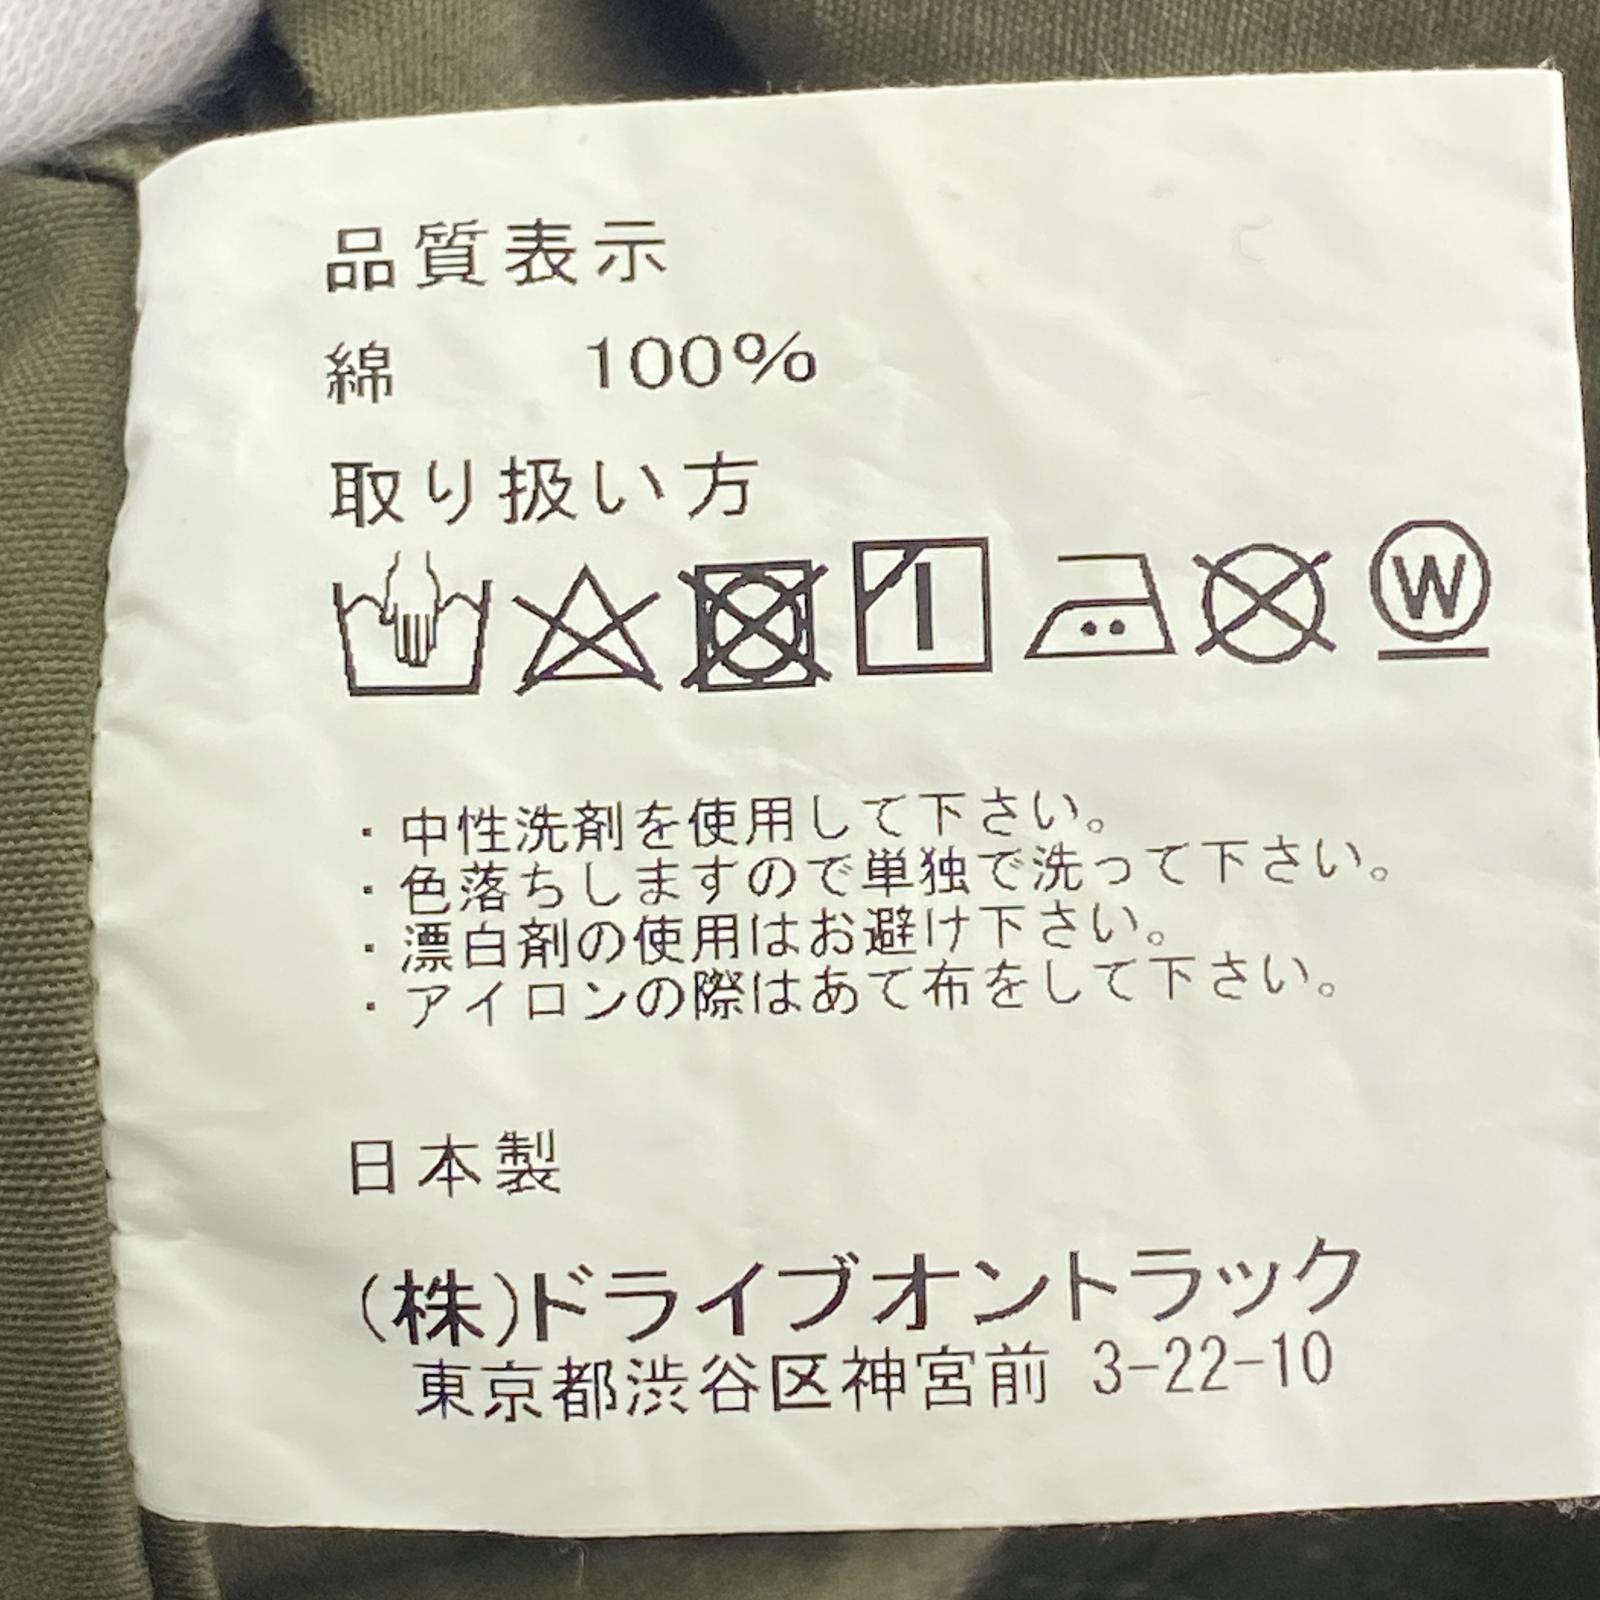 品質表示
綿 100%
取り扱い方
W
・中性洗剤を使用して下さい。
・色落ちしますので単独で洗って下さい。
・漂白剤の使用はお避け下さい。
・アイロンの際はあて布をして下さい。
日本製
(株)ドライブオントラック
東京都渋谷区神宮前 3-22-10